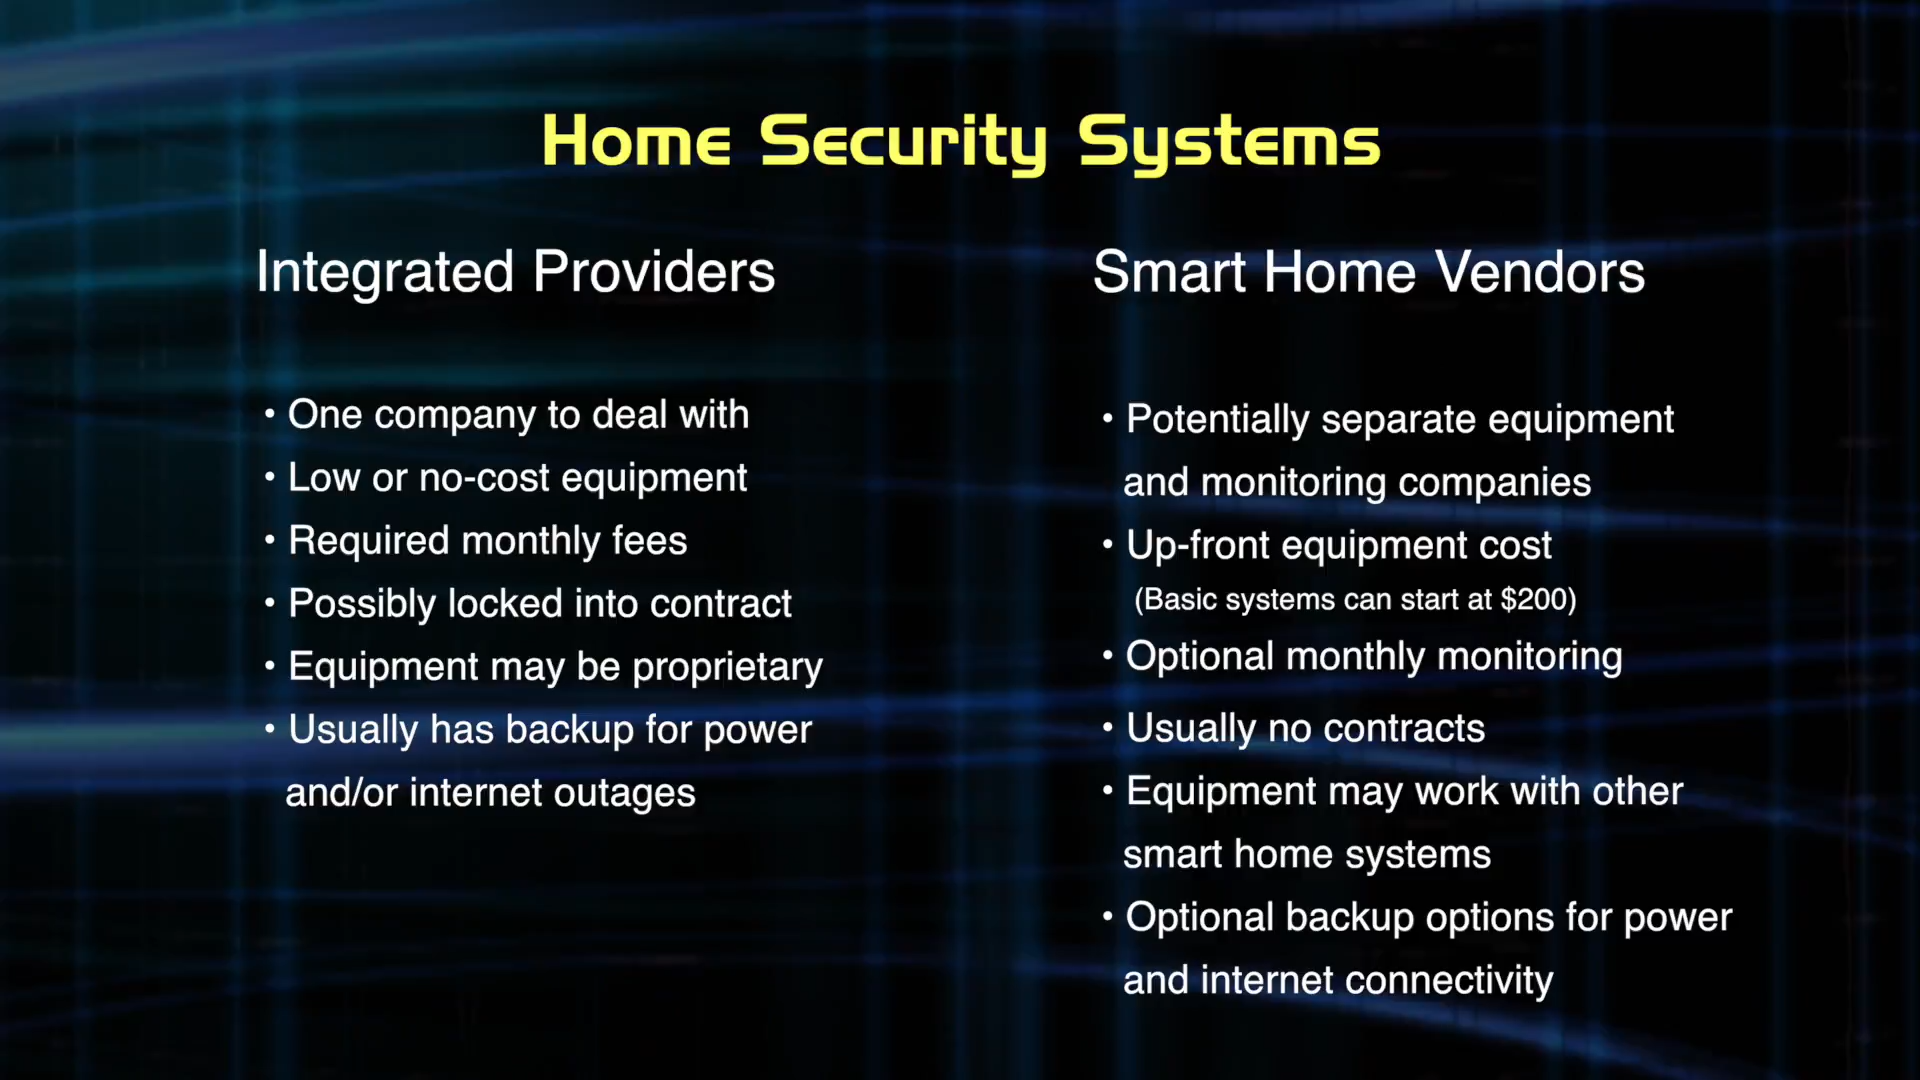 Home Security Systems
Integrated Providers
• One company to deal with
• Low or no-cost equipment
• Required monthly fees
• Possibly locked into contract
• Equipment may be proprietary
• Usually has backup for power
and/or internet outages
Smart Home Vendors
• Potentially separate equipment
and monitoring companies
• Up-front equipment cost
(Basic systems can start at $200)
• Optional monthly monitoring
• Usually no contracts
• Equipment may work with other
smart home systems
• Optional backup options for power
and internet connectivity